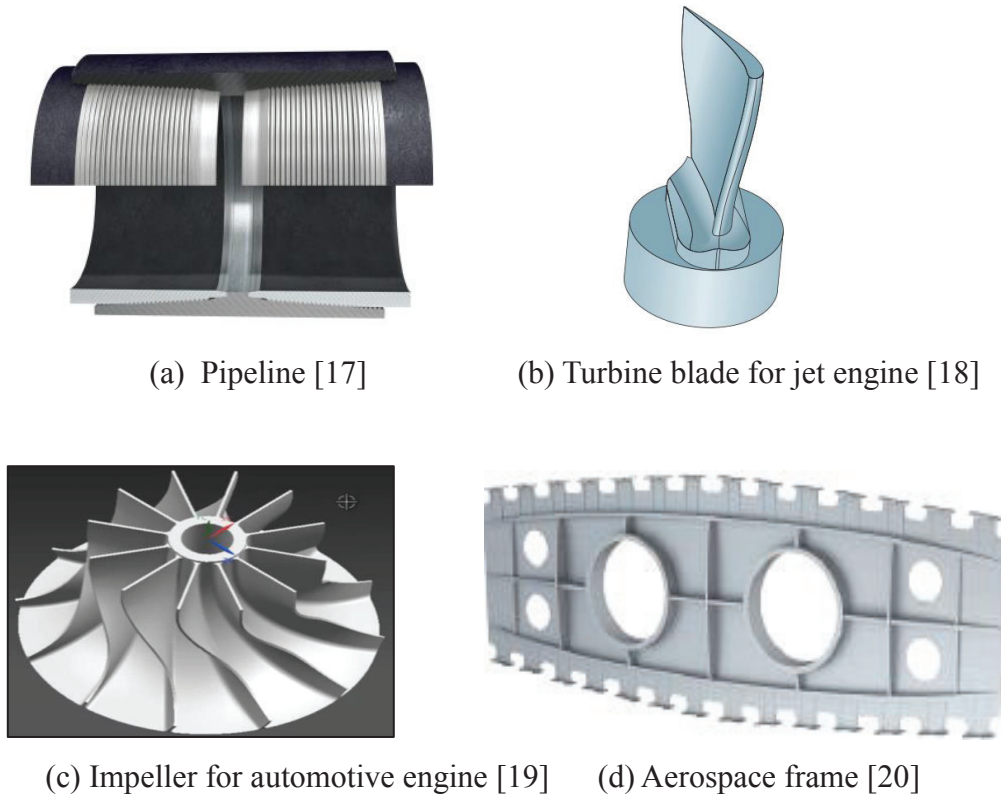 (a) Pipeline [17]
(b) Turbine blade for jet engine [18]
(c) Impeller for automotive engine [19]
(d) Aerospace frame [20]